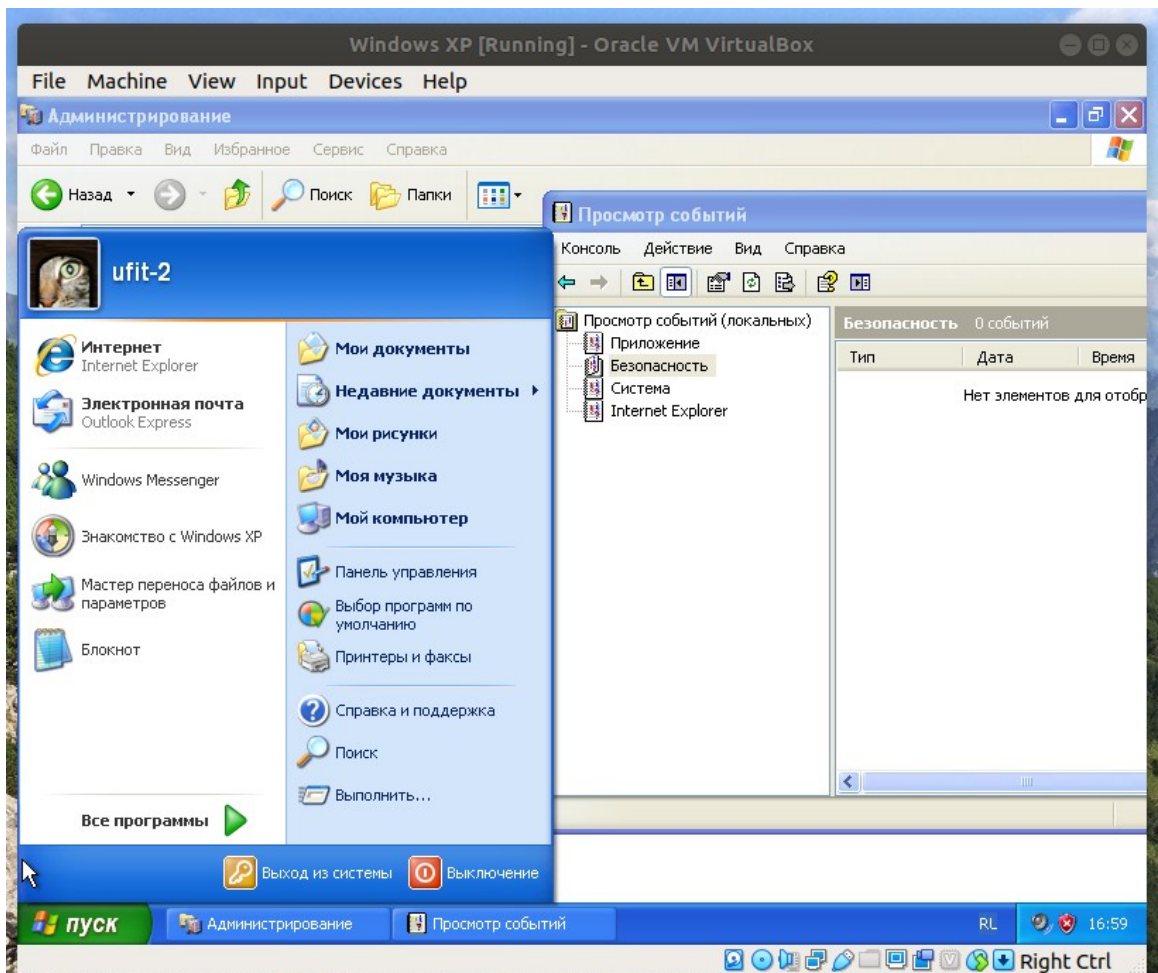 Windows XP [Running] - Oracle VM VirtualBox
File Machine View Input Devices Help
Администрирование
Файл Правка Вид Избранное Сервис Справка
Назад Поиск Папки
Просмотр событий
Консоль Действие Вид Справка
ufit-2
Интернет
Internet Explorer
Электронная почта
Outlook Express
Windows Messenger
Знакомство с Windows XP
Мастер переноса файлов и
параметров
Блокнот
Все программы
Мои документы
Недавние документы
Мои рисунки
Моя музыка
Мой компьютер
Панель управления
Выбор программ по
умолчанию
Принтеры и факсы
Справка и поддержка
Поиск
Выполнить...
Выход из системы Выключение
Просмотр событий (локальных)
Приложение
Безопасность
Система
Internet Explorer
Безопасность 0 событий
Тип Дата Время
Нет элементов для отобр
пуск Администрирование Просмотр событий RL 16:59
Right Ctrl